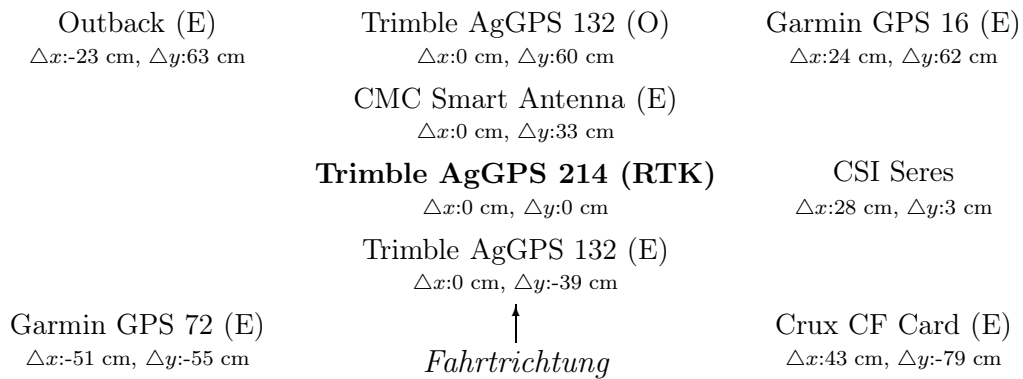 Outback (E) Trimble AgGPS 132 (O) Garmin GPS 16 (E)
△x:-23 cm, △y:63 cm △x:0 cm, △y:60 cm △x:24 cm, △y:62 cm
CMC Smart Antenna (E)
△x:0 cm, △y:33 cm
Trimble AgGPS 214 (RTK) CSI Seres
△x:0 cm, △y:0 cm △x:28 cm, △y:3 cm
Trimble AgGPS 132 (E)
△x:0 cm, △y:-39 cm
Garmin GPS 72 (E) Crux CF Card (E)
△x:-51 cm, △y:-55 cm △x:43 cm, △y:-79 cm
Fahrtrichtung